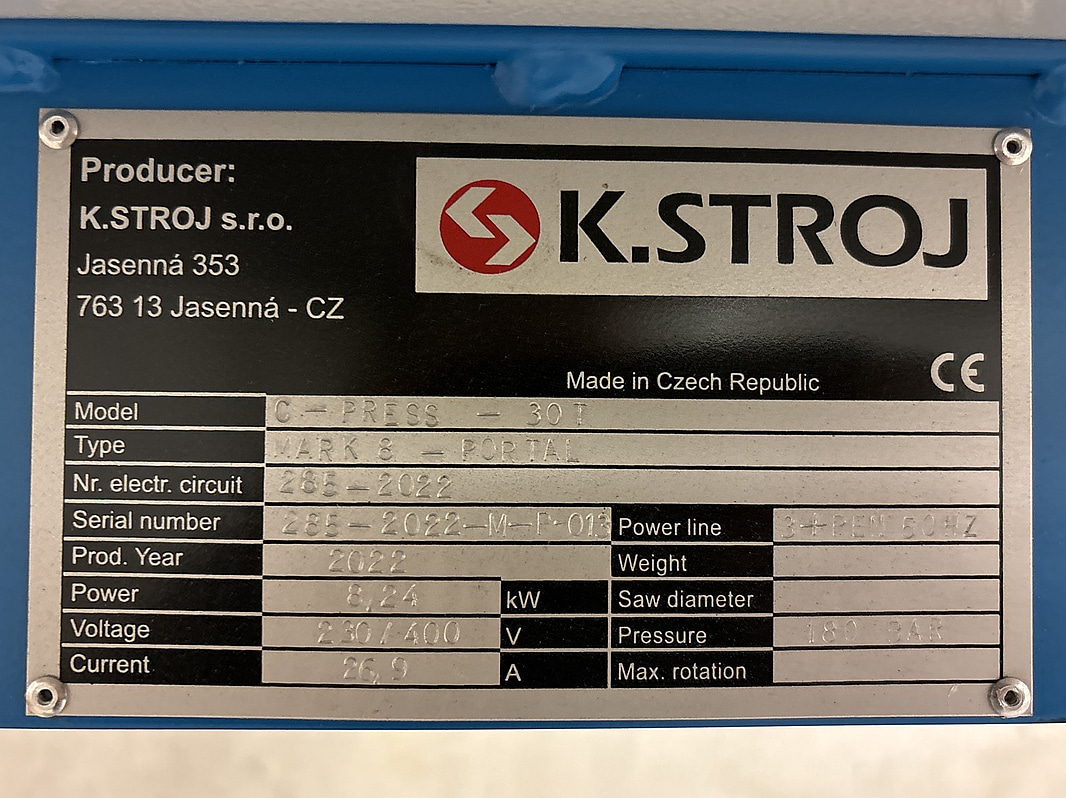 Producer:
K.STROJ s.r.o.
Jasenná 353
763 13 Jasenná - CZ
K.STROJ
Made in Czech Republic
CE
Model C - PRESS - 30T
Type MARK 8 - PORTAL
Nr. electr. circuit 285-2022
Serial number 285-2022-M-P-013 Power line 3+PEN 50HZ
Prod. Year 2022 Weight
Power 8,24 kW Saw diameter
Voltage 230/400 V Pressure 180 BAR
Current 26,9 A Max. rotation